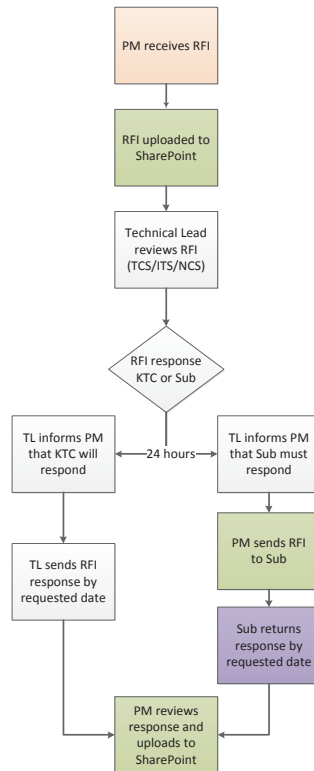 PM receives RFI
RFI uploaded to
SharePoint
Technical Lead
reviews RFI
(TCS/ITS/NCS)
RFI response
KTC or Sub
TL informs PM
that KTC will
respond
24 hours
TL informs PM
that Sub must
respond
TL sends RFI
response by
requested date
PM sends RFI
to Sub
Sub returns
response by
requested date
PM reviews
response and
uploads to
SharePoint